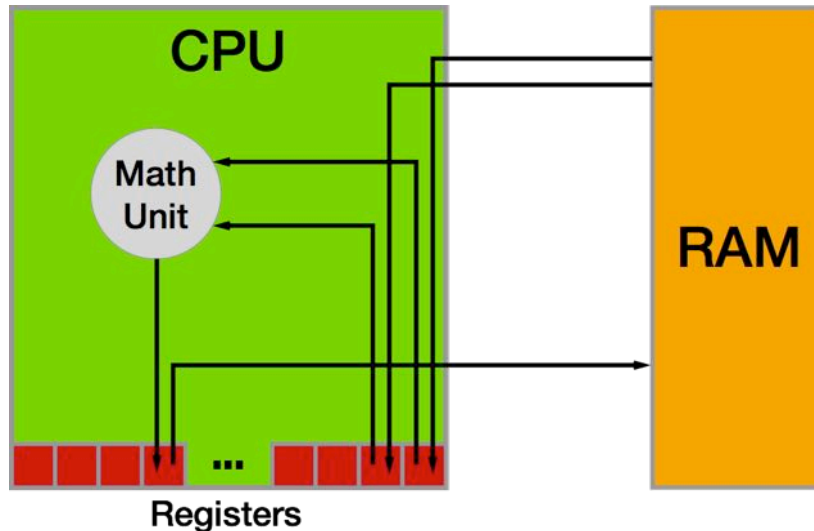 CPU
Math
Unit
RAM
...
Registers